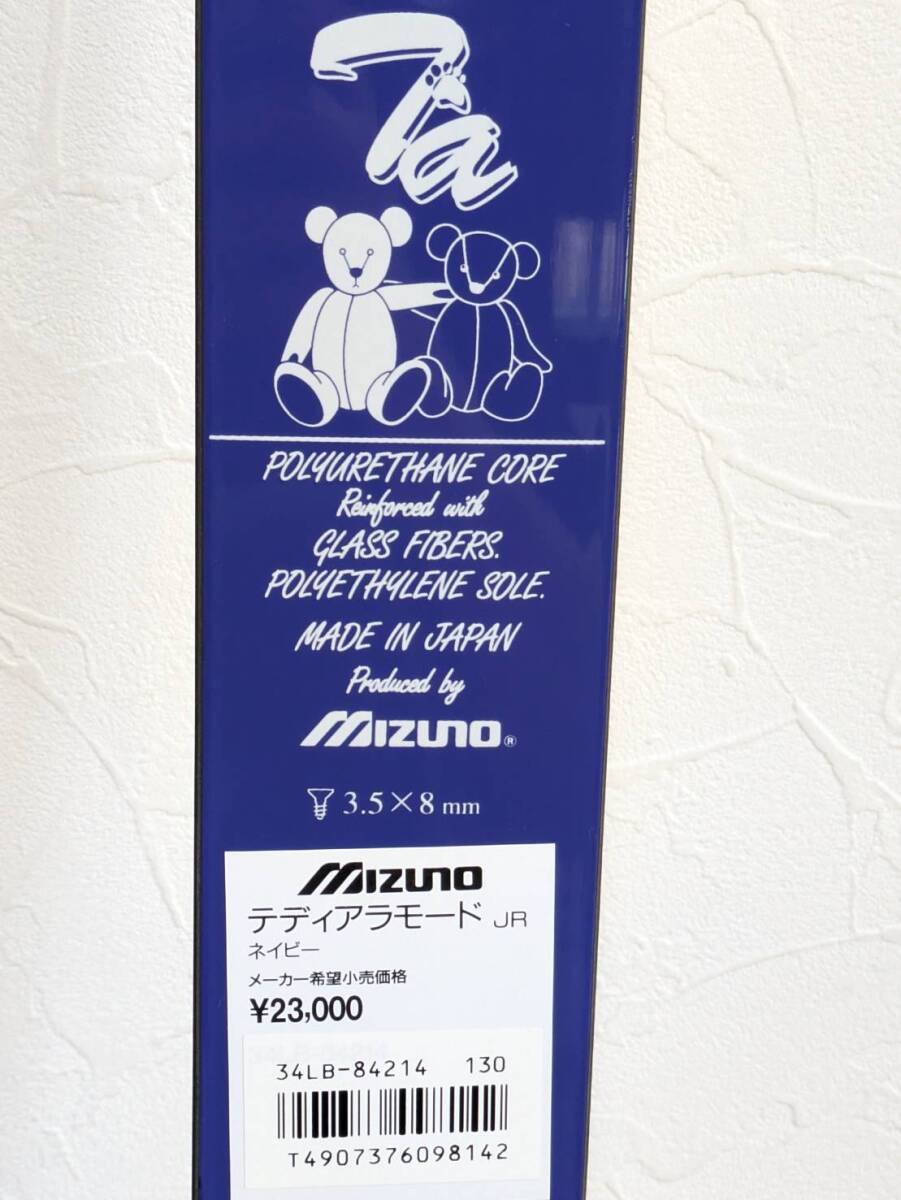 Ta
POLYURETHANE CORE
Reinforced with
GLASS FIBERS.
POLYETHYLENE SOLE.
MADE IN JAPAN
Produced by
MIZUNO®
3.5×8 mm
MIZUNO
テディアラモード JR
ネイビー
メーカー希望小売価格
¥23,000
34LB-84214 130
T4907376098142